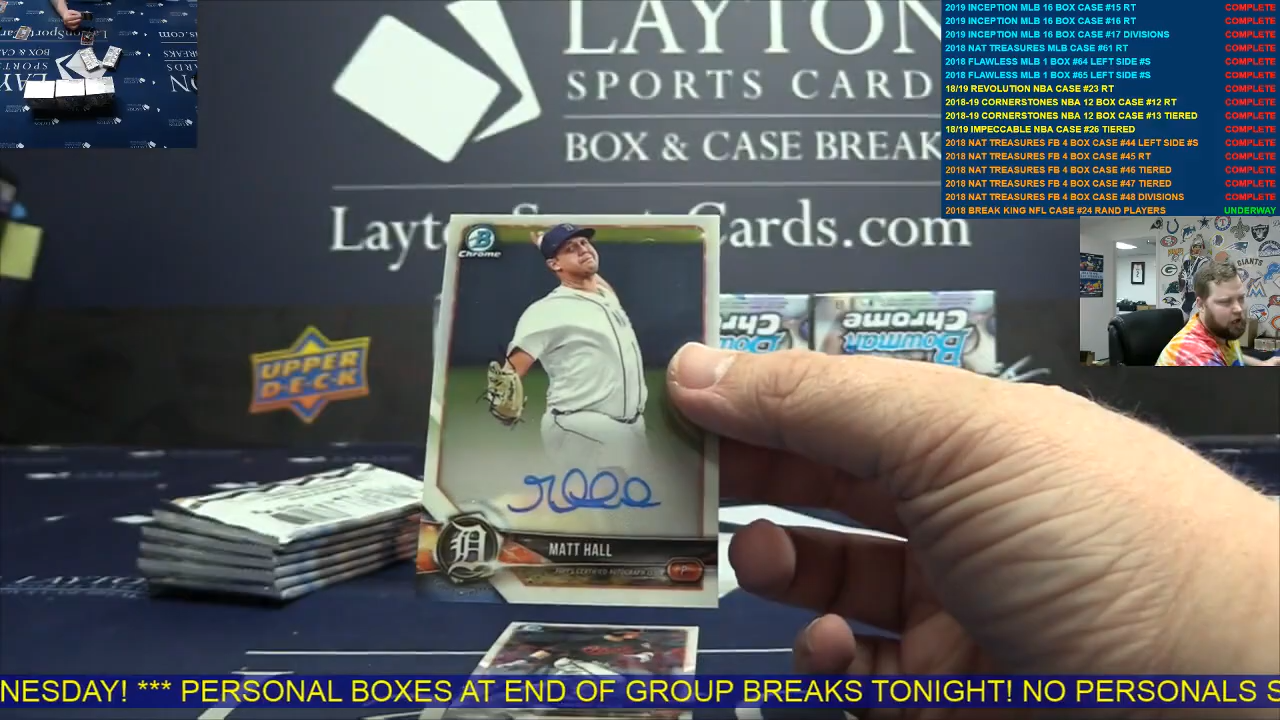 LAYTON
SPORTS CARD
BOX & CASE BREAK
Layt
Cards.com
2019 INCEPTION MLB 16 BOX CASE #15 RT COMPLETE
2019 INCEPTION MLB 16 BOX CASE #16 RT COMPLETE
2019 INCEPTION MLB 16 BOX CASE #17 DIVISIONS COMPLETE
2018 NAT TREASURES MLB CASE #61 RT COMPLETE
2018 FLAWLESS MLB 1 BOX #64 LEFT SIDE #S COMPLETE
2018 FLAWLESS MLB 1 BOX #65 LEFT SIDE #S COMPLETE
18/19 REVOLUTION NBA CASE #23 RT COMPLETE
2018-19 CORNERSTONES NBA 12 BOX CASE #12 RT COMPLETE
2018-19 CORNERSTONES NBA 12 BOX CASE #13 TIERED COMPLETE
18/19 IMPECCABLE NBA CASE #26 TIERED COMPLETE
2018 NAT TREASURES FB 4 BOX CASE #44 LEFT SIDE #S COMPLETE
2018 NAT TREASURES FB 4 BOX CASE #45 RT COMPLETE
2018 NAT TREASURES FB 4 BOX CASE #46 TIERED COMPLETE
2018 NAT TREASURES FB 4 BOX CASE #47 TIERED COMPLETE
2018 NAT TREASURES FB 4 BOX CASE #48 DIVISIONS COMPLETE
2018 BREAK KING NFL CASE #24 RAND PLAYERS UNDERWAY
B
Chrome
UPPER
DECK
Chrome
Bowman
Chrome
D
MATT HALL
TOPPS CERTIFIED AUTOGRAPH ISSUE
P
GIANTS
NESDAY! *** PERSONAL BOXES AT END OF GROUP BREAKS TONIGHT! NO PERSONALS S